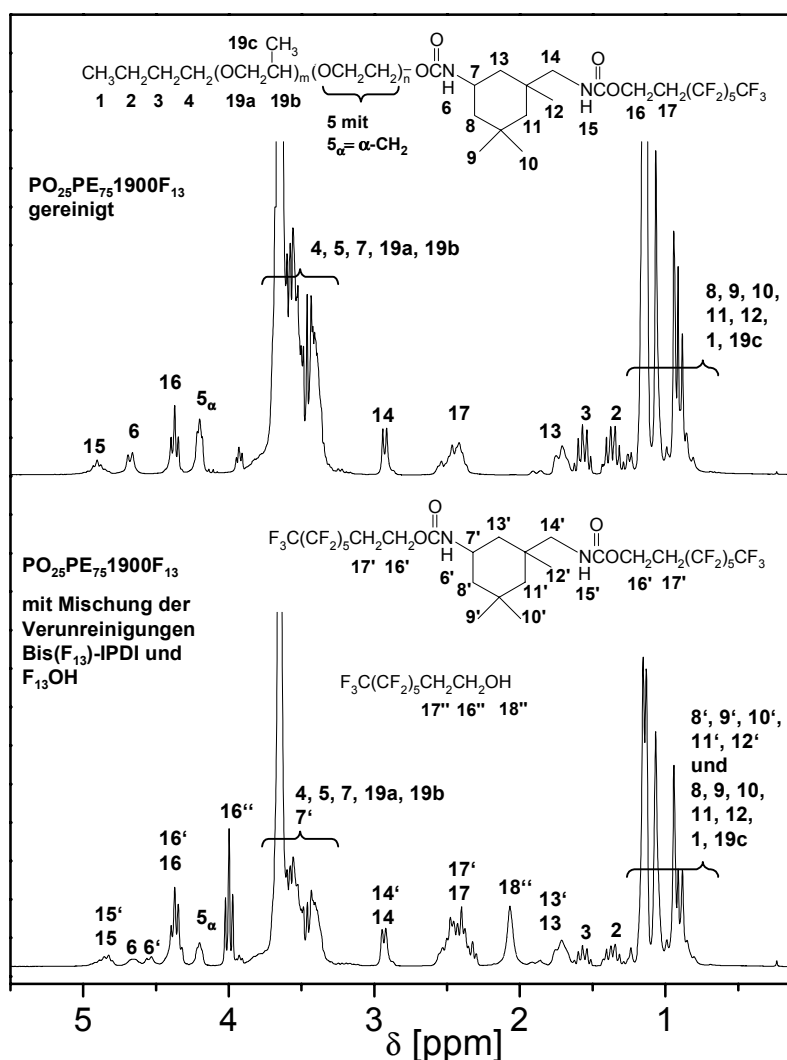 19c CH₃
O 13 14 O
CH₃CH₂CH₂CH₂(OCH₂CH)ₘ(OCH₂CH₂)ₙ-OCN 7 NCOCH₂CH₂(CF₂)₅CF₃
1 2 3 4 19a 19b H 12 H 16 17
6 15
8 11
5 mit
5α= α-CH₂
9 10
PO₂₅PE₇₅1900F₁₃
gereinigt
4, 5, 7, 19a, 19b
8, 9, 10,
11, 12,
1, 19c
15 6 16 5α 14 17 13 3 2
O 13' 14' O
F₃C(CF₂)₅CH₂CH₂OCN 7' NCOCH₂CH₂(CF₂)₅CF₃
17' 16' H 12' H 16' 17'
6' 15'
8' 11'
9' 10'
PO₂₅PE₇₅1900F₁₃
mit Mischung der
Verunreinigungen
Bis(F₁₃)-IPDI und
F₁₃OH
F₃C(CF₂)₅CH₂CH₂OH
17'' 16'' 18''
8‘, 9‘, 10‘,
11‘, 12‘
und
8, 9, 10,
11, 12,
1, 19c
4, 5, 7, 19a, 19b
7‘
15‘
15
6 6‘
16‘
16
5α
16‘‘
14‘
14
17‘
17
18‘‘
13‘
13
3 2
5 4 3 2 1
δ [ppm]